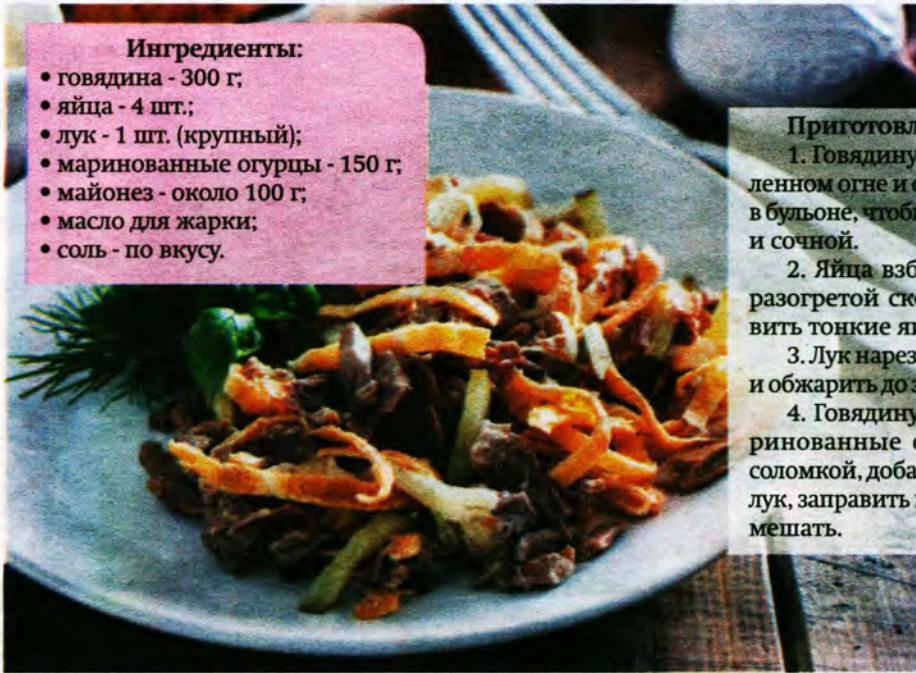 Ингредиенты:
• говядина - 300 г;
• яйца - 4 шт.;
• лук - 1 шт. (крупный);
• маринованные огурцы - 150 г;
• майонез - около 100 г;
• масло для жарки;
• соль - по вкусу.
Приготовл
1. Говядину
ленном огне и
в бульоне, чтоб
и сочной.
2. Яйца взб
разогретой ск
вить тонкие я
3. Лук нарез
и обжарить до
4. Говядину
ринованные
соломкой, доба
лук, заправить
мешать.